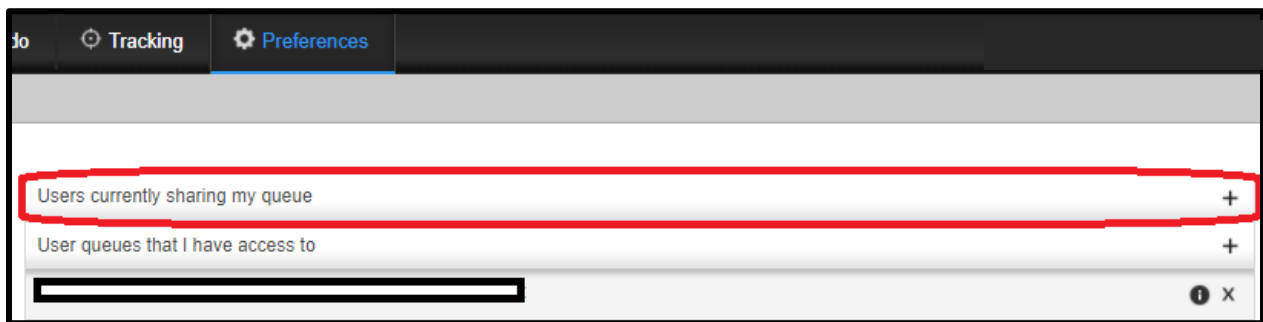 do Tracking Preferences
Users currently sharing my queue +
User queues that I have access to +
X